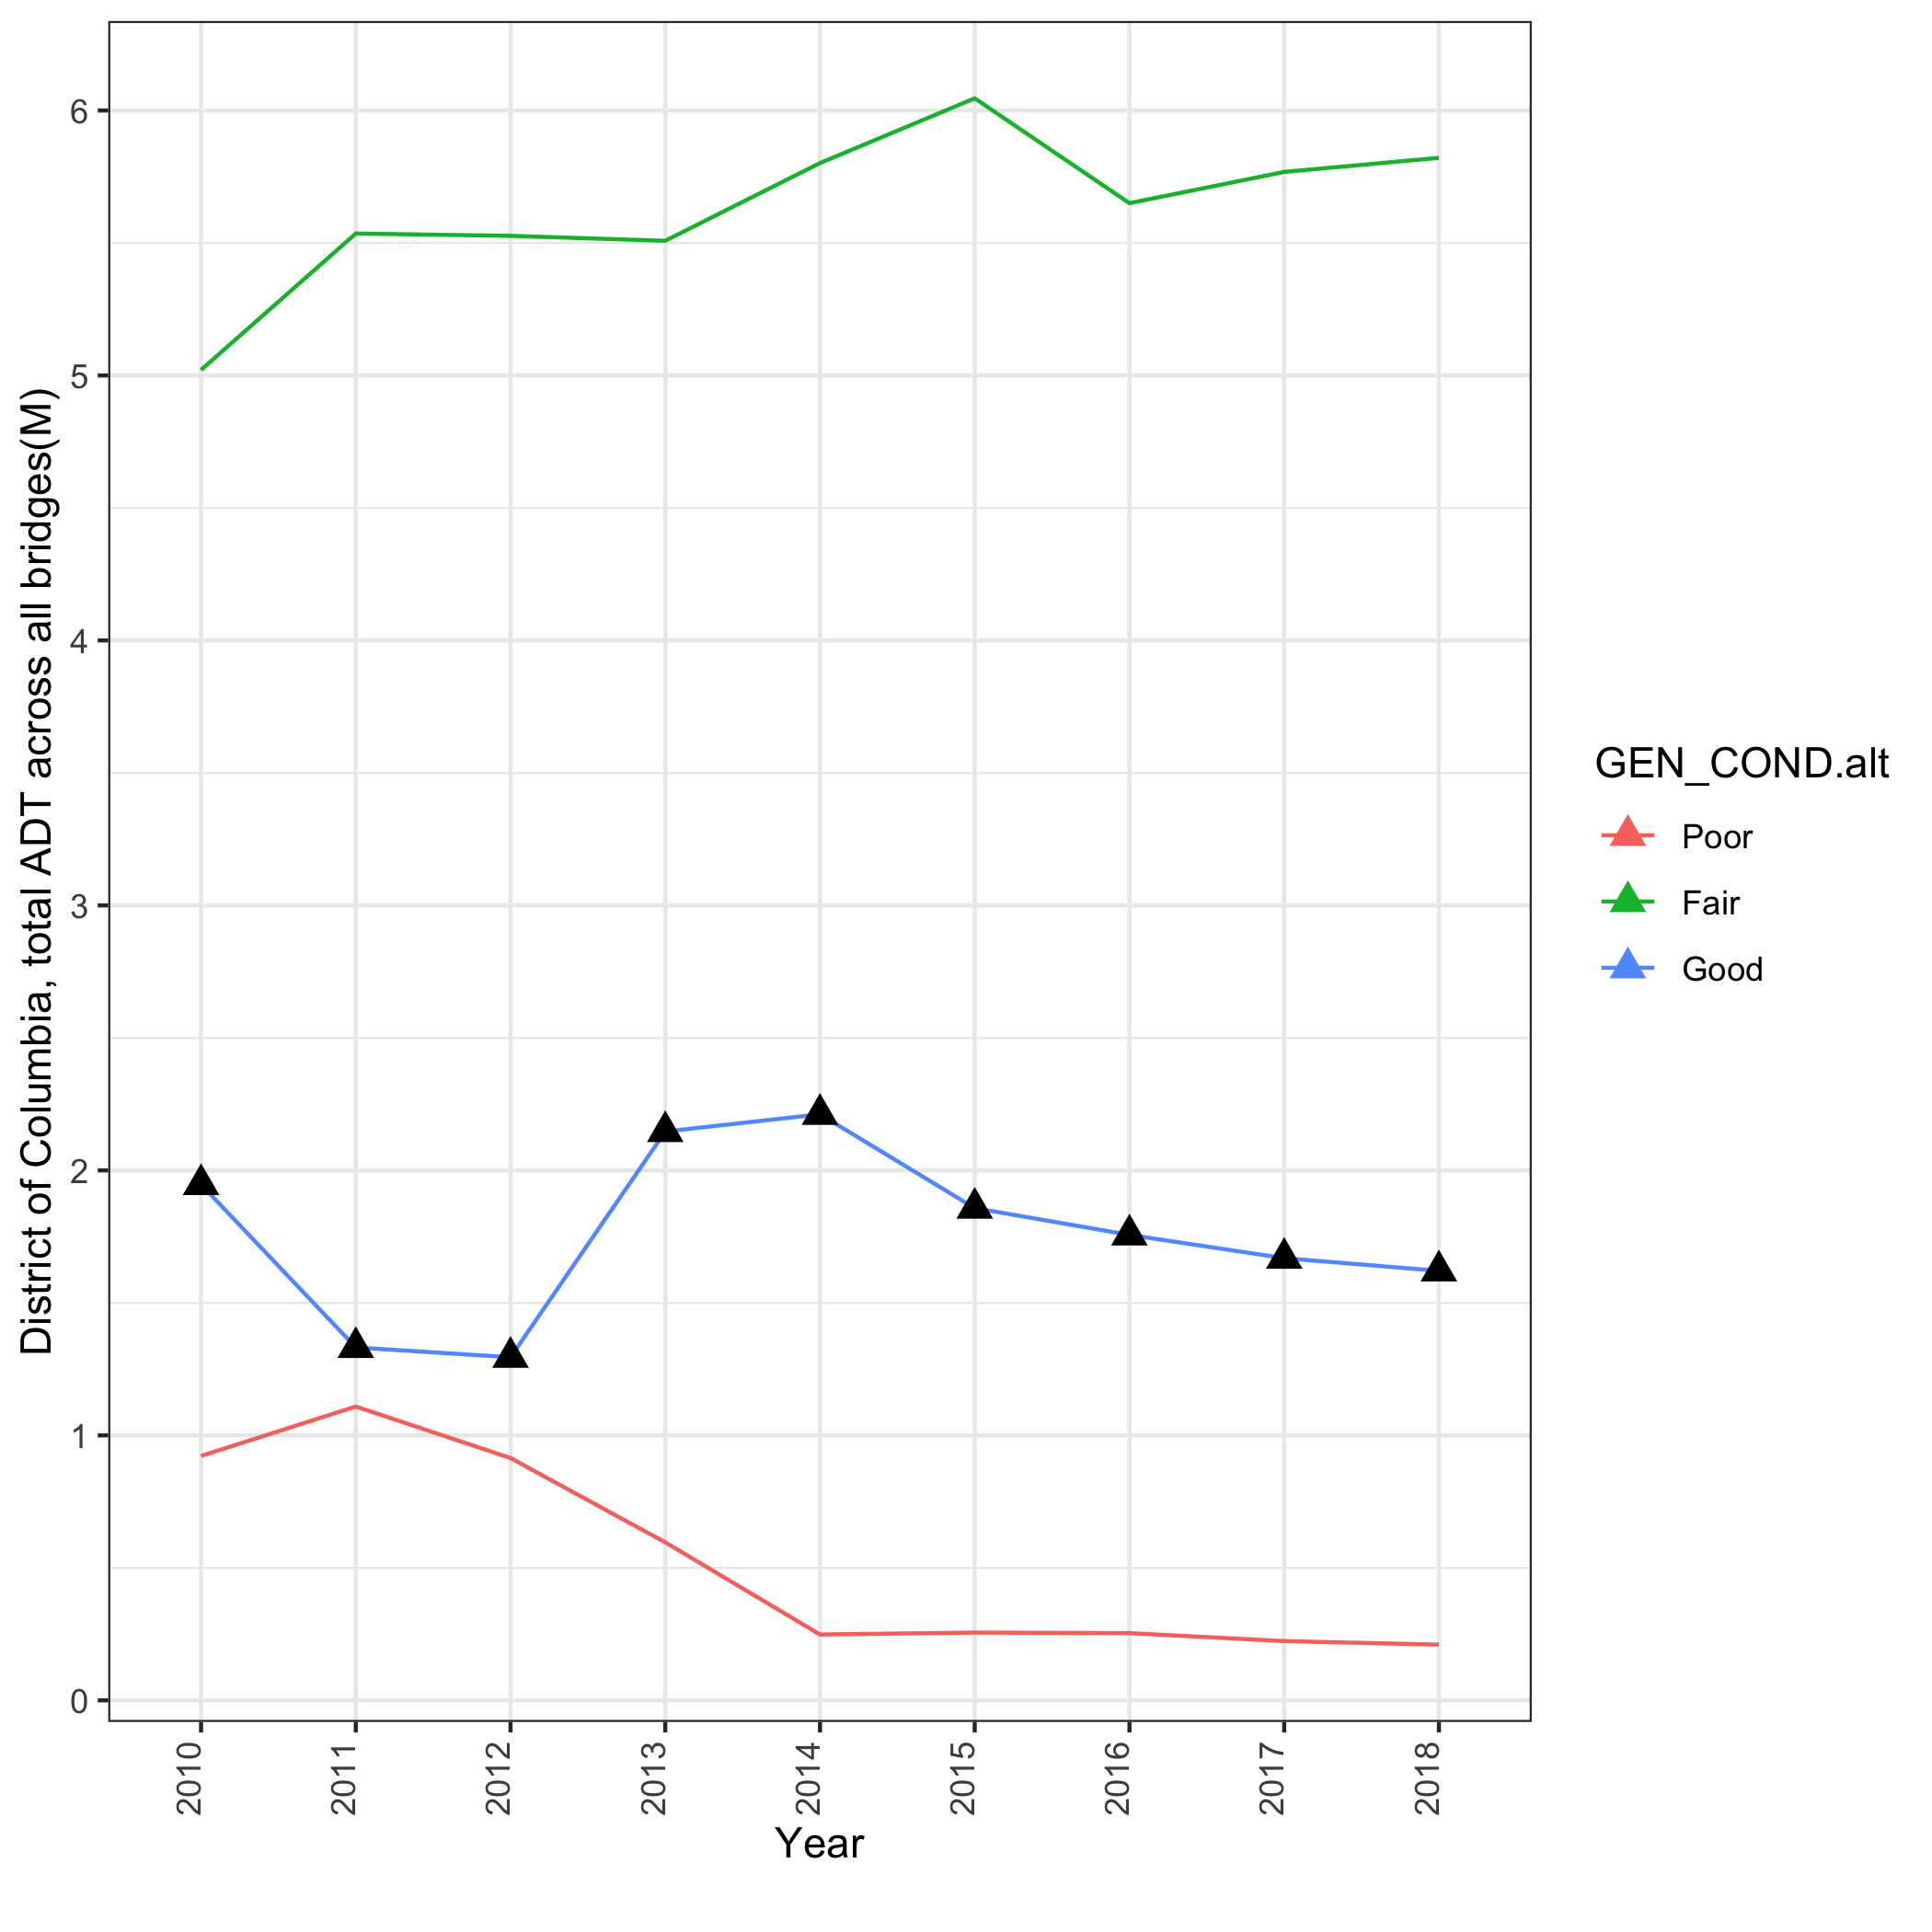 District of Columbia, total ADT across all bridges(M)
6
5
4
3
2
1
0
2010
2011
2012
2013
2014
2015
2016
2017
2018
Year
GEN_COND.alt
Poor
Fair
Good